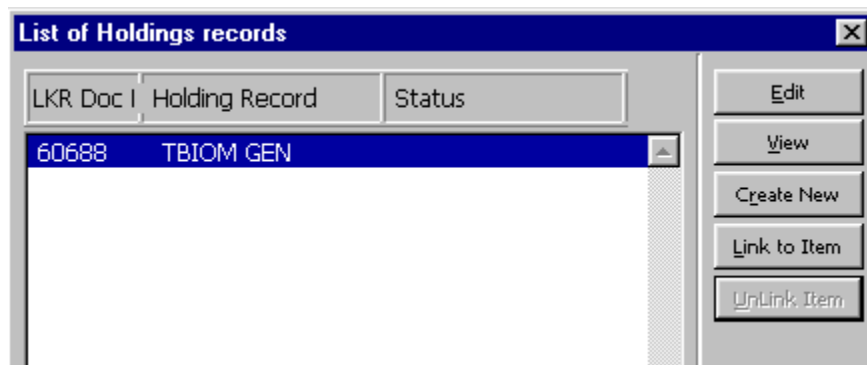 List of Holdings records
LKR Doc I Holding Record Status
60688 TBIOM GEN
Edit
View
Create New
Link to Item
UnLink Item